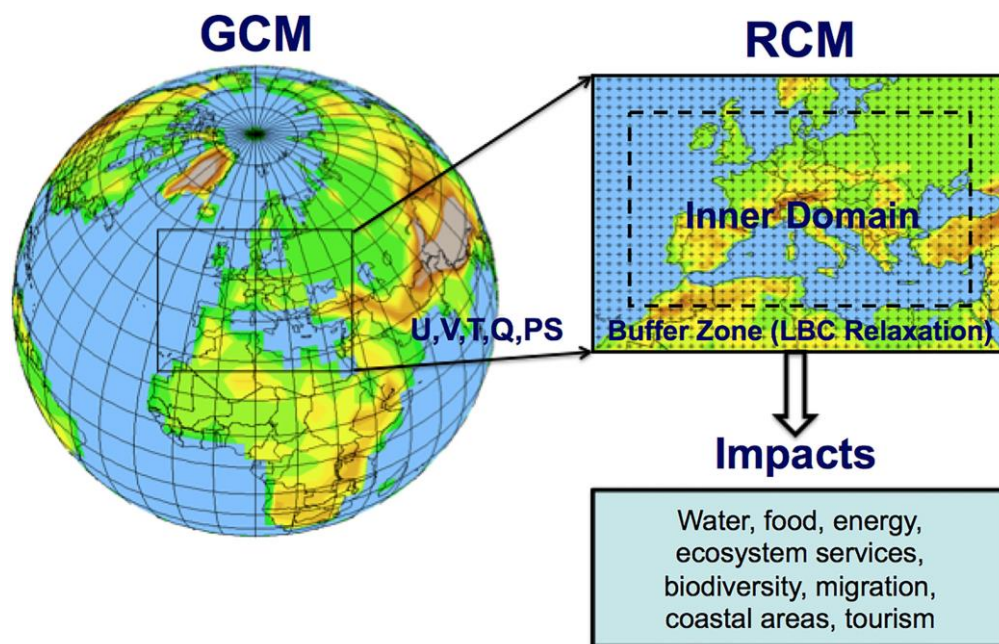 GCM
RCM
Inner Domain
U,V,T,Q,PS
Buffer Zone (LBC Relaxation)
Impacts
Water, food, energy,
ecosystem services,
biodiversity, migration,
coastal areas, tourism